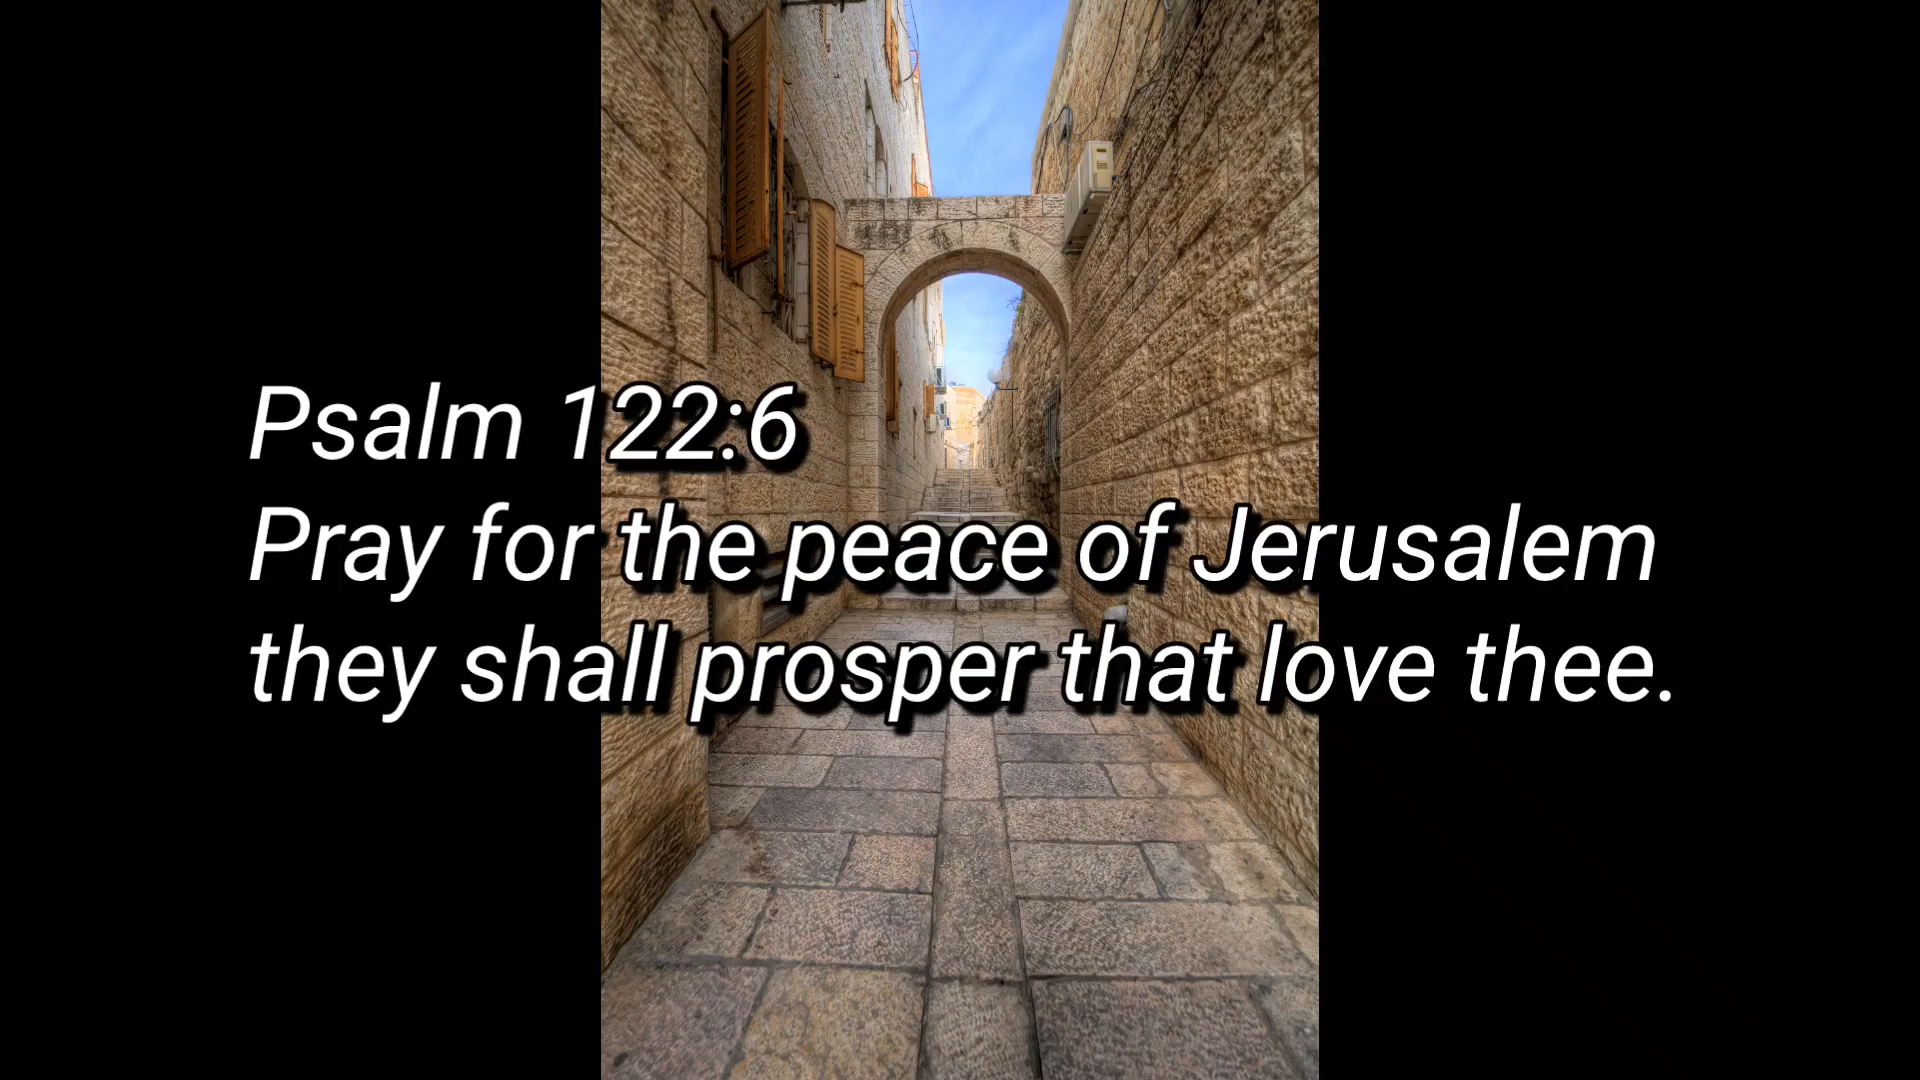 Psalm 122:6
Pray for the peace of Jerusalem
they shall prosper that love thee.